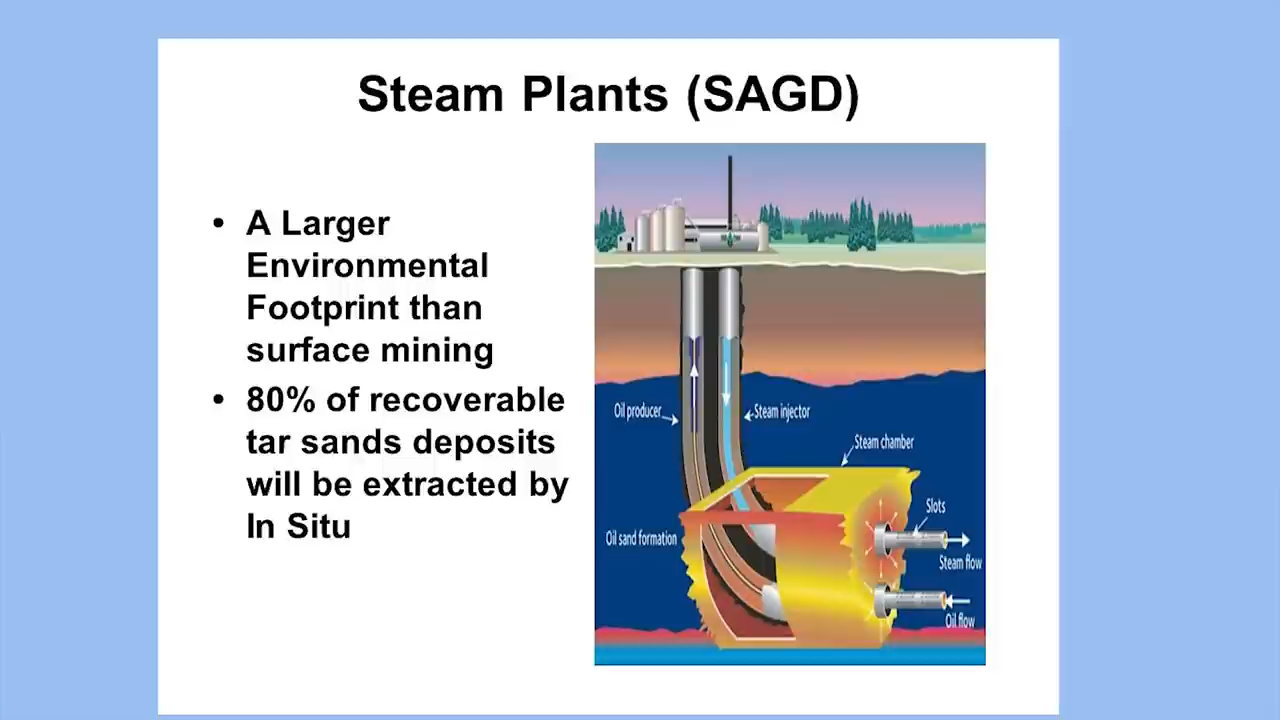 Steam Plants (SAGD)
• A Larger
Environmental
Footprint than
surface mining
• 80% of recoverable
tar sands deposits
will be extracted by
In Situ
Oil producer
Steam injector
Steam chamber
Slots
Oil sand formation
Steam flow
Oil flow